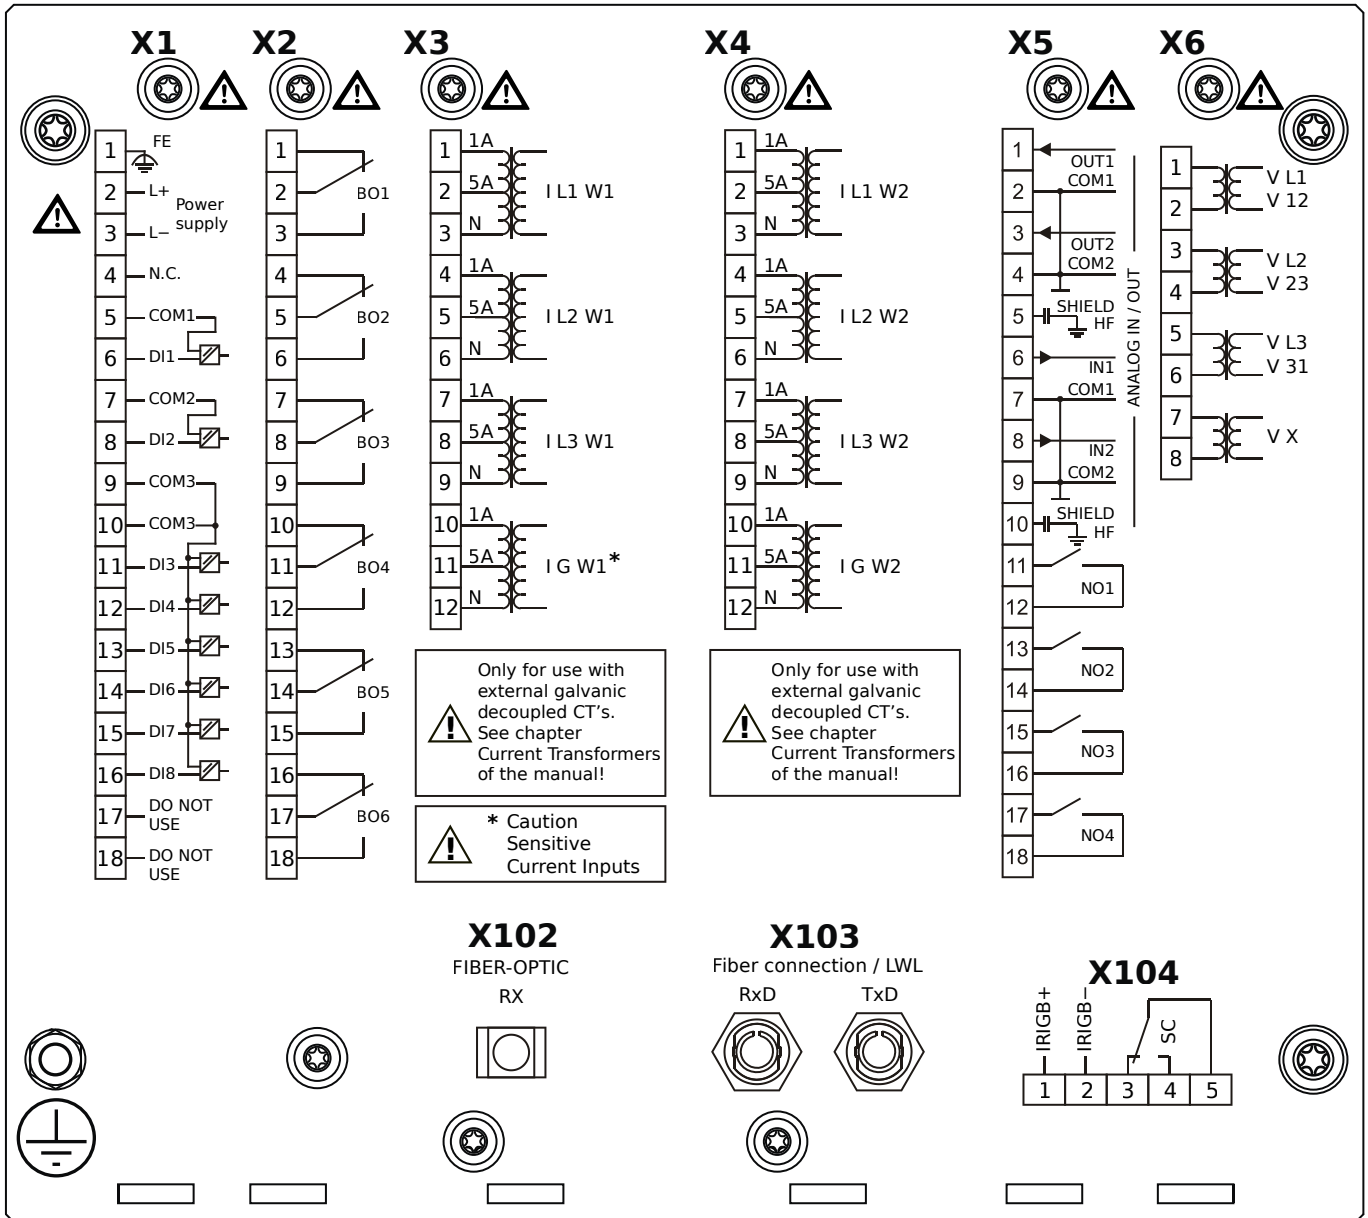 X1
X2
X3
X4
X5
X6
1 FE
2 L+
Power
supply
3 L−
4 N.C.
5 COM1
6 DI1
7 COM2
8 DI2
9 COM3
10 COM3
11 DI3
12 DI4
13 DI5
14 DI6
15 DI7
16 DI8
17 DO NOT
USE
18 DO NOT
USE
1
2 BO1
3
4
5 BO2
6
7
8 BO3
9
10
11 BO4
12
13
14 BO5
15
16
17 BO6
18
1 1A
2 5A I L1 W1
3 N
4 1A
5 5A I L2 W1
6 N
7 1A
8 5A I L3 W1
9 N
10 1A
11 5A I G W1*
12 N
Only for use with
external galvanic
decoupled CT's.
See chapter
Current Transformers
of the manual!
* Caution
Sensitive
Current Inputs
1 1A
2 5A I L1 W2
3 N
4 1A
5 5A I L2 W2
6 N
7 1A
8 5A I L3 W2
9 N
10 1A
11 5A I G W2
12 N
Only for use with
external galvanic
decoupled CT's.
See chapter
Current Transformers
of the manual!
1
OUT1
2 COM1
3
OUT2
4 COM2
5 SHIELD
HF
6
IN1
7 COM1
8
IN2
9 COM2
10 SHIELD
HF
ANALOG IN / OUT
11
NO1
12
13
NO2
14
15
NO3
16
17
NO4
18
1 V L1
2 V 12
3 V L2
4 V 23
5 V L3
6 V 31
7 V X
8
X102
FIBER-OPTIC
RX
X103
Fiber connection / LWL
RxD TxD
X104
IRIGB+
IRIGB−
SC
1 2 3 4 5